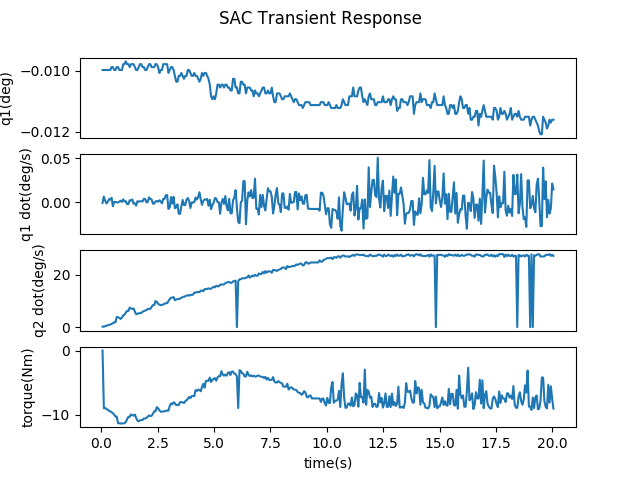 SAC Transient Response
q1(deg)
−0.010
−0.012
q1 dot(deg/s)
0.05
0.00
q2 dot(deg/s)
20
0
torque(Nm)
0
−10
0.0 2.5 5.0 7.5 10.0 12.5 15.0 17.5 20.0
time(s)